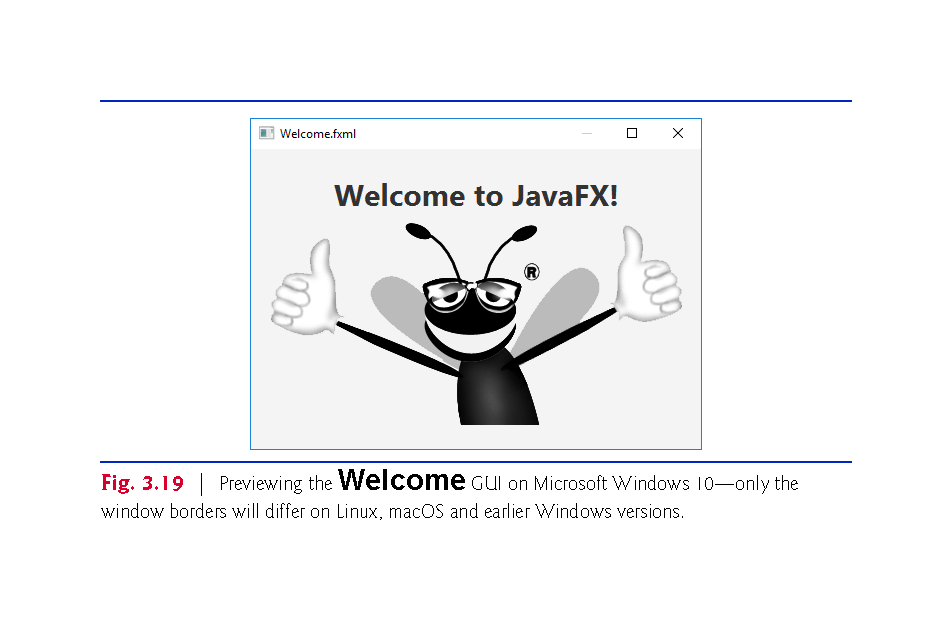 Welcome.fxml
Welcome to JavaFX!
®
Fig. 3.19 | Previewing the Welcome GUI on Microsoft Windows 10—only the
window borders will differ on Linux, macOS and earlier Windows versions.